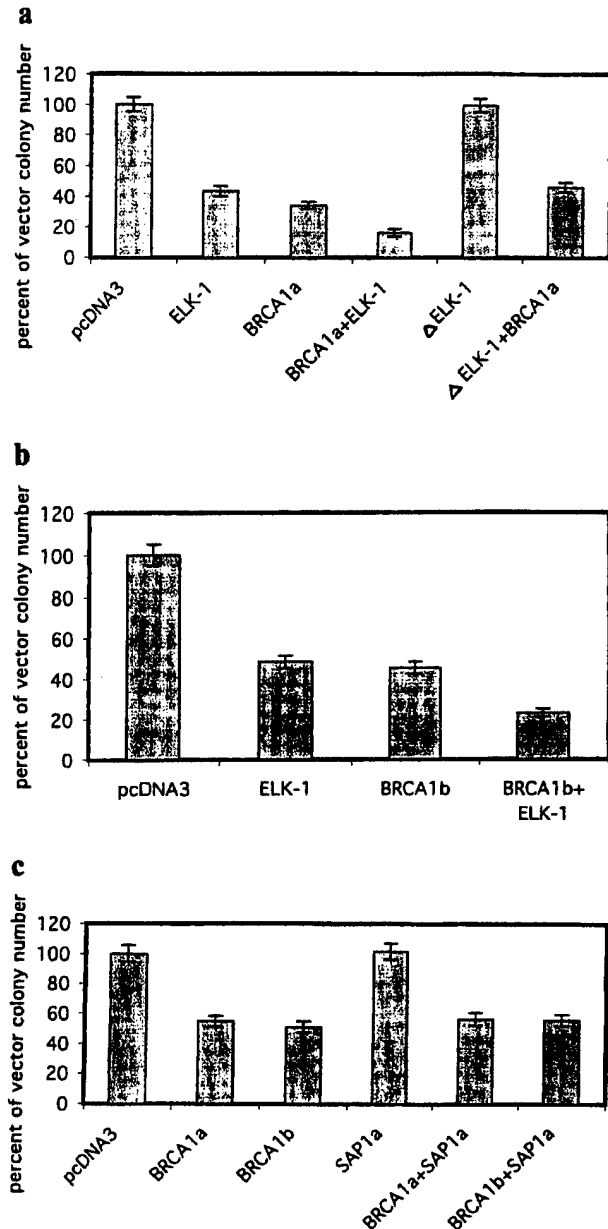 a
percent of vector colony number
120
100
80
60
40
20
0
pcDNA3
ELK-1
BRCA1a
BRCA1a+ELK-1
Δ ELK-1
Δ ELK-1+BRCA1a
b
percent of vector colony number
120
100
80
60
40
20
0
pcDNA3
ELK-1
BRCA1b
BRCA1b+
ELK-1
c
percent of vector colony number
120
100
80
60
40
20
0
pcDNA3
BRCA1a
BRCA1b
SAP1a
BRCA1a+SAP1a
BRCA1b+SAP1a